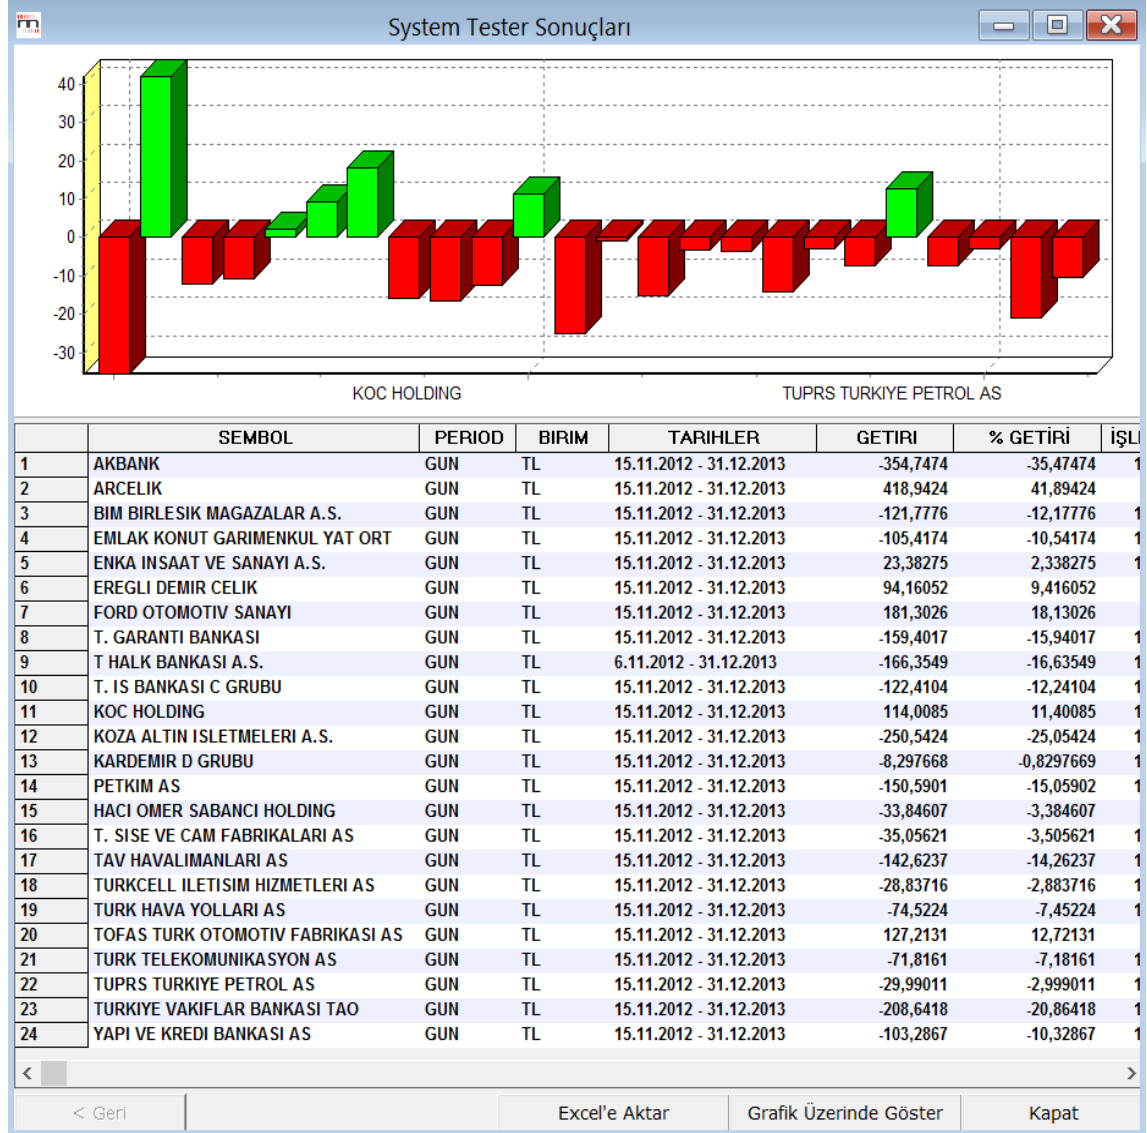 System Tester Sonuçları
40
30
20
10
0
-10
-20
-30
KOC HOLDING TUPRS TURKIYE PETROL AS
SEMBOL PERIOD BIRIM TARIHLER GETIRI % GETİRİ İŞL
1 AKBANK GUN TL 15.11.2012 - 31.12.2013 -354,7474 -35,47474 1
2 ARCELIK GUN TL 15.11.2012 - 31.12.2013 418,9424 41,89424
3 BIM BIRLESIK MAGAZALAR A.S. GUN TL 15.11.2012 - 31.12.2013 -121,7776 -12,17776 1
4 EMLAK KONUT GARIMENKUL YAT ORT GUN TL 15.11.2012 - 31.12.2013 -105,4174 -10,54174 1
5 ENKA INSAAT VE SANAYI A.S. GUN TL 15.11.2012 - 31.12.2013 23,38275 2,338275 1
6 EREGLI DEMIR CELIK GUN TL 15.11.2012 - 31.12.2013 94,16052 9,416052
7 FORD OTOMOTIV SANAYI GUN TL 15.11.2012 - 31.12.2013 181,3026 18,13026
8 T. GARANTI BANKASI GUN TL 15.11.2012 - 31.12.2013 -159,4017 -15,94017 1
9 T HALK BANKASI A.S. GUN TL 6.11.2012 - 31.12.2013 -166,3549 -16,63549 1
10 T. IS BANKASI C GRUBU GUN TL 15.11.2012 - 31.12.2013 -122,4104 -12,24104 1
11 KOC HOLDING GUN TL 15.11.2012 - 31.12.2013 114,0085 11,40085 1
12 KOZA ALTIN ISLETMELERI A.S. GUN TL 15.11.2012 - 31.12.2013 -250,5424 -25,05424 1
13 KARDEMIR D GRUBU GUN TL 15.11.2012 - 31.12.2013 -8,297668 -0,8297669 1
14 PETKIM AS GUN TL 15.11.2012 - 31.12.2013 -150,5901 -15,05902 1
15 HACI OMER SABANCI HOLDING GUN TL 15.11.2012 - 31.12.2013 -33,84607 -3,384607
16 T. SISE VE CAM FABRIKALARI AS GUN TL 15.11.2012 - 31.12.2013 -35,05621 -3,505621 1
17 TAV HAVALIMANLARI AS GUN TL 15.11.2012 - 31.12.2013 -142,6237 -14,26237 1
18 TURKCELL ILETISIM HIZMETLERI AS GUN TL 15.11.2012 - 31.12.2013 -28,83716 -2,883716 1
19 TURK HAVA YOLLARI AS GUN TL 15.11.2012 - 31.12.2013 -74,5224 -7,45224 1
20 TOFAS TURK OTOMOTIV FABRIKASI AS GUN TL 15.11.2012 - 31.12.2013 127,2131 12,72131
21 TURK TELEKOMUNIKASYON AS GUN TL 15.11.2012 - 31.12.2013 -71,8161 -7,18161 1
22 TUPRS TURKIYE PETROL AS GUN TL 15.11.2012 - 31.12.2013 -29,99011 -2,999011 1
23 TURKIYE VAKIFLAR BANKASI TAO GUN TL 15.11.2012 - 31.12.2013 -208,6418 -20,86418 1
24 YAPI VE KREDI BANKASI AS GUN TL 15.11.2012 - 31.12.2013 -103,2867 -10,32867 1
< Geri Excel'e Aktar Grafik Üzerinde Göster Kapat